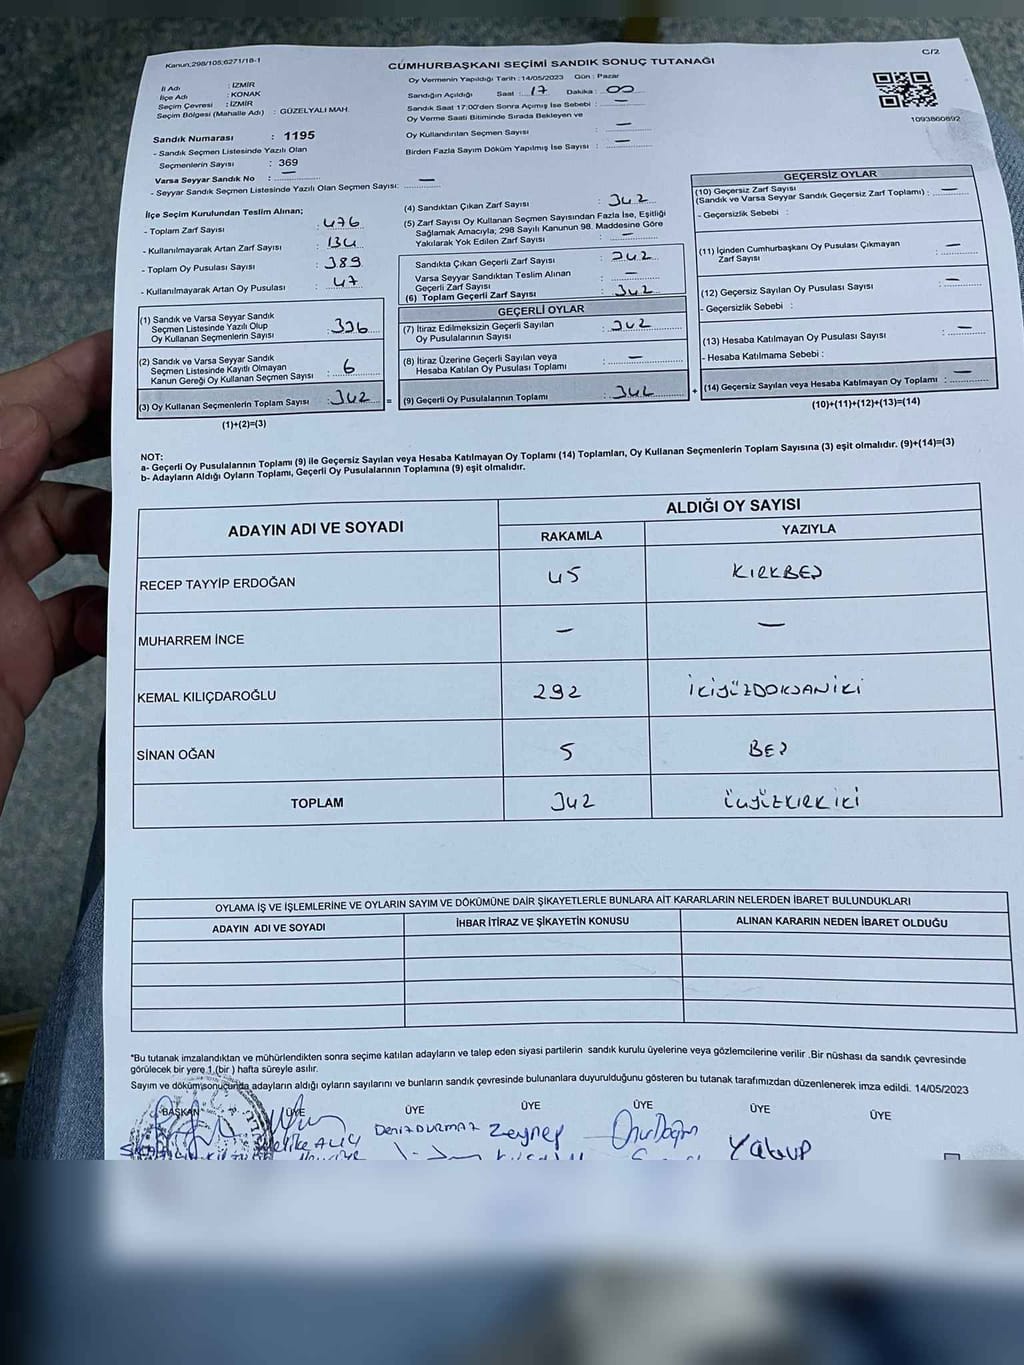 Kanun;298/105;6271/18-1
C/2
CUMHURBAŞKANI SEÇİMİ SANDIK SONUÇ TUTANAĞI
İl Adı : İZMİR
İlçe Adı : KONAK
Seçim Çevresi : İZMİR
Seçim Bölgesi (Mahalle Adı) : GÜZELYALI MAH.
Sandık Numarası : 1195
- Sandık Seçmen Listesinde Yazılı Olan
Seçmenlerin Sayısı : 369
Varsa Seyyar Sandık No : —
- Seyyar Sandık Seçmen Listesinde Yazılı Olan Seçmen Sayısı: —
Oy Vermenin Yapıldığı Tarih : 14/05/2023 Gün : Pazar
Sandığın Açıldığı Saat : 17 Dakika : 00
Sandık Saat 17:00'den Sonra Açımış İse Sebebi : —
Oy Verme Saati Bitiminde Sırada Bekleyen ve
Oy Kullandırılan Seçmen Sayısı : —
Birden Fazla Sayım Döküm Yapılmış İse Sayısı : —
1093860692
İlçe Seçim Kurulundan Teslim Alınan;
- Toplam Zarf Sayısı : 476
- Kullanılmayarak Artan Zarf Sayısı : 134
- Toplam Oy Pusulası Sayısı : 389
- Kullanılmayarak Artan Oy Pusulası : 47
(1) Sandık ve Varsa Seyyar Sandık
Seçmen Listesinde Yazılı Olup
Oy Kullanan Seçmenlerin Sayısı : 336
(2) Sandık ve Varsa Seyyar Sandık
Seçmen Listesinde Kayıtlı Olmayan
Kanun Gereği Oy Kullanan Seçmen Sayısı : 6
(3) Oy Kullanan Seçmenlerin Toplam Sayısı : 342 =
(1)+(2)=(3)
(4) Sandıktan Çıkan Zarf Sayısı : 342
(5) Zarf Sayısı Oy Kullanan Seçmen Sayısından Fazla İse, Eşitliği
Sağlamak Amacıyla; 298 Sayılı Kanunun 98. Maddesine Göre
Yakılarak Yok Edilen Zarf Sayısı : —
Sandıkta Çıkan Geçerli Zarf Sayısı : 342
Varsa Seyyar Sandıktan Teslim Alınan
Geçerli Zarf Sayısı : —
(6) Toplam Geçerli Zarf Sayısı : 342
GEÇERLİ OYLAR
(7) İtiraz Edilmeksizin Geçerli Sayılan
Oy Pusulalarının Sayısı : 342
(8) İtiraz Üzerine Geçerli Sayılan veya
Hesaba Katılan Oy Pusulası Toplamı : —
(9) Geçerli Oy Pusulalarının Toplamı : 342 +
GEÇERSİZ OYLAR
(10) Geçersiz Zarf Sayısı
(Sandık ve Varsa Seyyar Sandık Geçersiz Zarf Toplamı) : —
- Geçersizlik Sebebi :
(11) İçinden Cumhurbaşkanı Oy Pusulası Çıkmayan
Zarf Sayısı : —
(12) Geçersiz Sayılan Oy Pusulası Sayısı : —
- Geçersizlik Sebebi :
(13) Hesaba Katılmayan Oy Pusulası Sayısı : —
- Hesaba Katılmama Sebebi :
(14) Geçersiz Sayılan veya Hesaba Katılmayan Oy Toplamı : —
(10)+(11)+(12)+(13)=(14)
NOT:
a- Geçerli Oy Pusulalarının Toplamı (9) ile Geçersiz Sayılan veya Hesaba Katılmayan Oy Toplamı (14) Toplamları, Oy Kullanan Seçmenlerin Toplam Sayısına (3) eşit olmalıdır. (9)+(14)=(3)
b- Adayların Aldığı Oyların Toplamı, Geçerli Oy Pusulalarının Toplamına (9) eşit olmalıdır.
ADAYIN ADI VE SOYADI
ALDIĞI OY SAYISI
RAKAMLA YAZIYLA
RECEP TAYYİP ERDOĞAN 45 KIRKBEŞ
MUHARREM İNCE — —
KEMAL KILIÇDAROĞLU 292 İKİYÜZDOKSANİKİ
SİNAN OĞAN 5 BEŞ
TOPLAM 342 ÜÇYÜZKIRKİKİ
OYLAMA İŞ VE İŞLEMLERİNE VE OYLARIN SAYIM VE DÖKÜMÜNE DAİR ŞİKAYETLERLE BUNLARA AİT KARARLARIN NELERDEN İBARET BULUNDUKLARI
ADAYIN ADI VE SOYADI İHBAR İTİRAZ VE ŞİKAYETİN KONUSU ALINAN KARARIN NEDEN İBARET OLDUĞU
*Bu tutanak imzalandıktan ve mühürlendikten sonra seçime katılan adayların ve talep eden siyasi partilerin sandık kurulu üyelerine veya gözlemcilerine verilir .Bir nüshası da sandık çevresinde
görülecek bir yere 1 (bir ) hafta süreyle asılır.
Sayım ve döküm sonucunda adayların aldığı oyların sayılarını ve bunların sandık çevresinde bulunanlara duyurulduğunu gösteren bu tutanak tarafımızdan düzenlenerek imza edildi. 14/05/2023
BAŞKAN ÜYE ÜYE ÜYE ÜYE ÜYE ÜYE
DENİZ DURMAZ Zeynep Onur Doğan Yakup